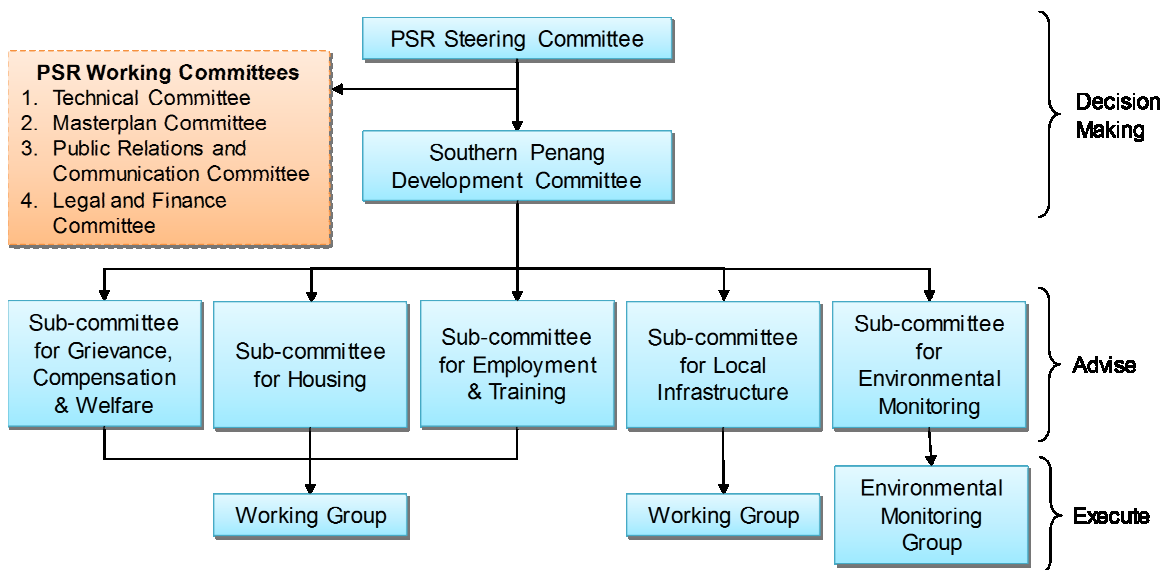 PSR Steering Committee
PSR Working Committees
1. Technical Committee
2. Masterplan Committee
3. Public Relations and
Communication Committee
4. Legal and Finance
Committee
Southern Penang
Development Committee
Decision
Making
Sub-committee
for Grievance,
Compensation
& Welfare
Sub-committee
for Housing
Sub-committee
for Employment
& Training
Sub-committee
for Local
Infrastructure
Sub-committee
for
Environmental
Monitoring
Advise
Working Group
Working Group
Environmental
Monitoring
Group
Execute